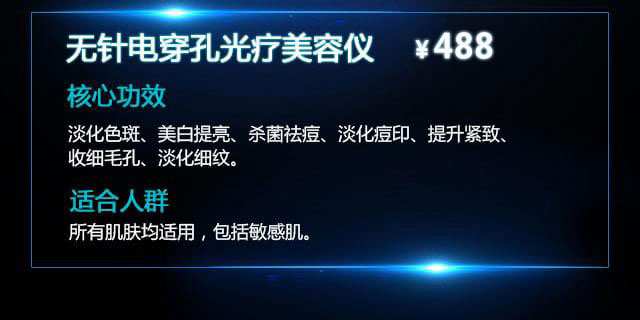 无针电穿孔光疗美容仪 ¥488
核心功效
淡化色斑、美白提亮、杀菌祛痘、淡化痘印、提升紧致、
收细毛孔、淡化细纹。
适合人群
所有肌肤均适用，包括敏感肌。